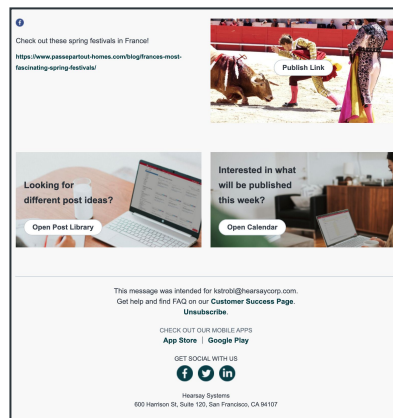 Check out these spring festivals in France!
https://www.passepartout-homes.com/blog/frances-most-
fascinating-spring-festivals/
Publish Link
Looking for
different post ideas?
Open Post Library
Interested in what
will be published
this week?
Open Calendar
This message was intended for kstrobl@hearsaycorp.com.
Get help and find FAQ on our Customer Success Page.
Unsubscribe.
CHECK OUT OUR MOBILE APPS
App Store | Google Play
GET SOCIAL WITH US
Hearsay Systems
600 Harrison St, Suite 120, San Francisco, CA 94107